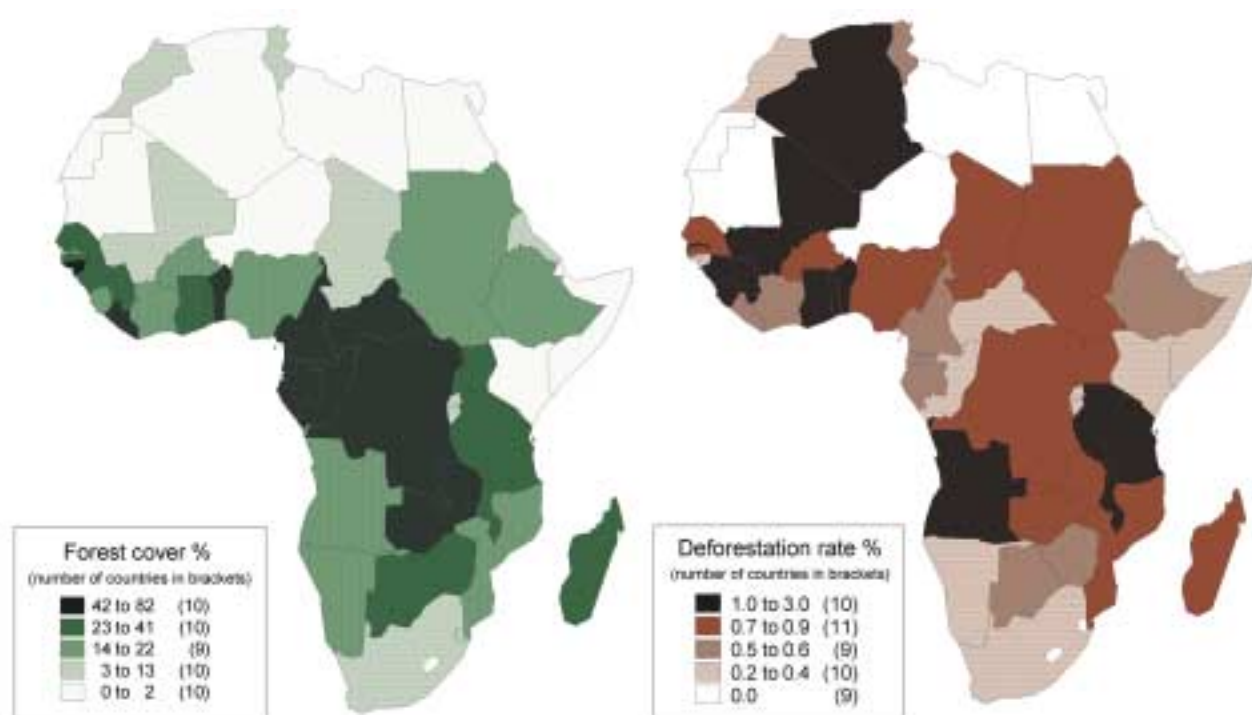 Forest cover %
(number of countries in brackets)
42 to 82 (10)
23 to 41 (10)
14 to 22 (9)
3 to 13 (10)
0 to 2 (10)
Deforestation rate %
(number of countries in brackets)
1.0 to 3.0 (10)
0.7 to 0.9 (11)
0.5 to 0.6 (9)
0.2 to 0.4 (10)
0.0 (9)